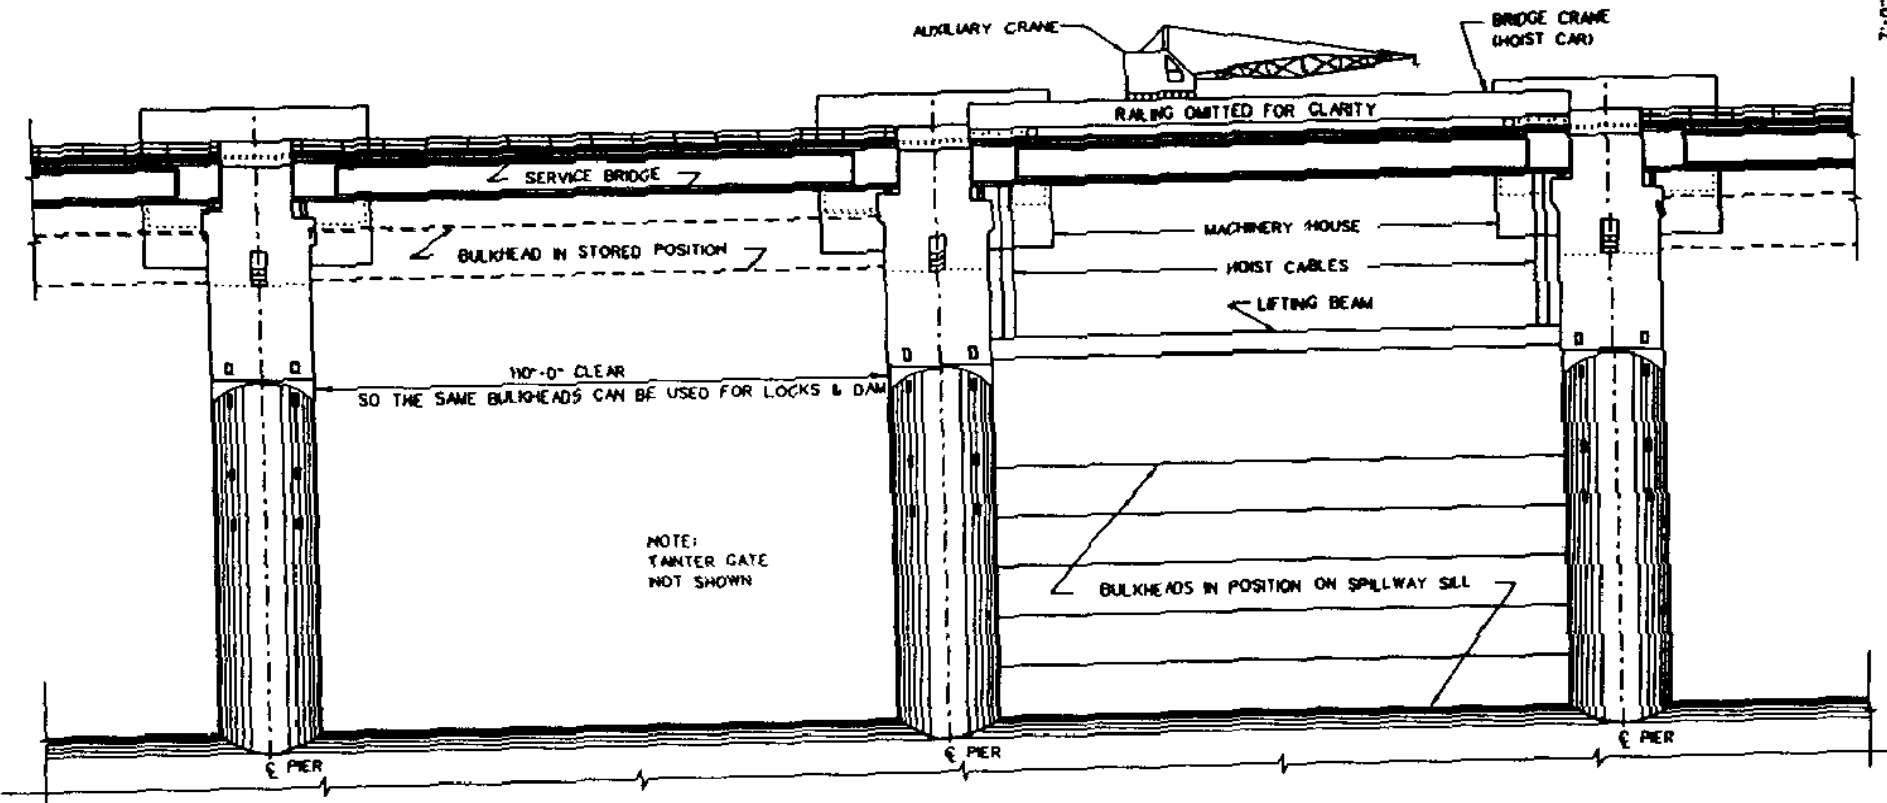 7'-0"
AUXILIARY CRANE
BRIDGE CRANE
(HOIST CAR)
RAILING OMITTED FOR CLARITY
SERVICE BRIDGE
BULKHEAD IN STORED POSITION
MACHINERY HOUSE
HOIST CABLES
LIFTING BEAM
110'-0" CLEAR
SO THE SAME BULKHEADS CAN BE USED FOR LOCKS & DAM
NOTE:
TAINTER GATE
NOT SHOWN
BULKHEADS IN POSITION ON SPILLWAY SILL
℄ PIER
℄ PIER
℄ PIER